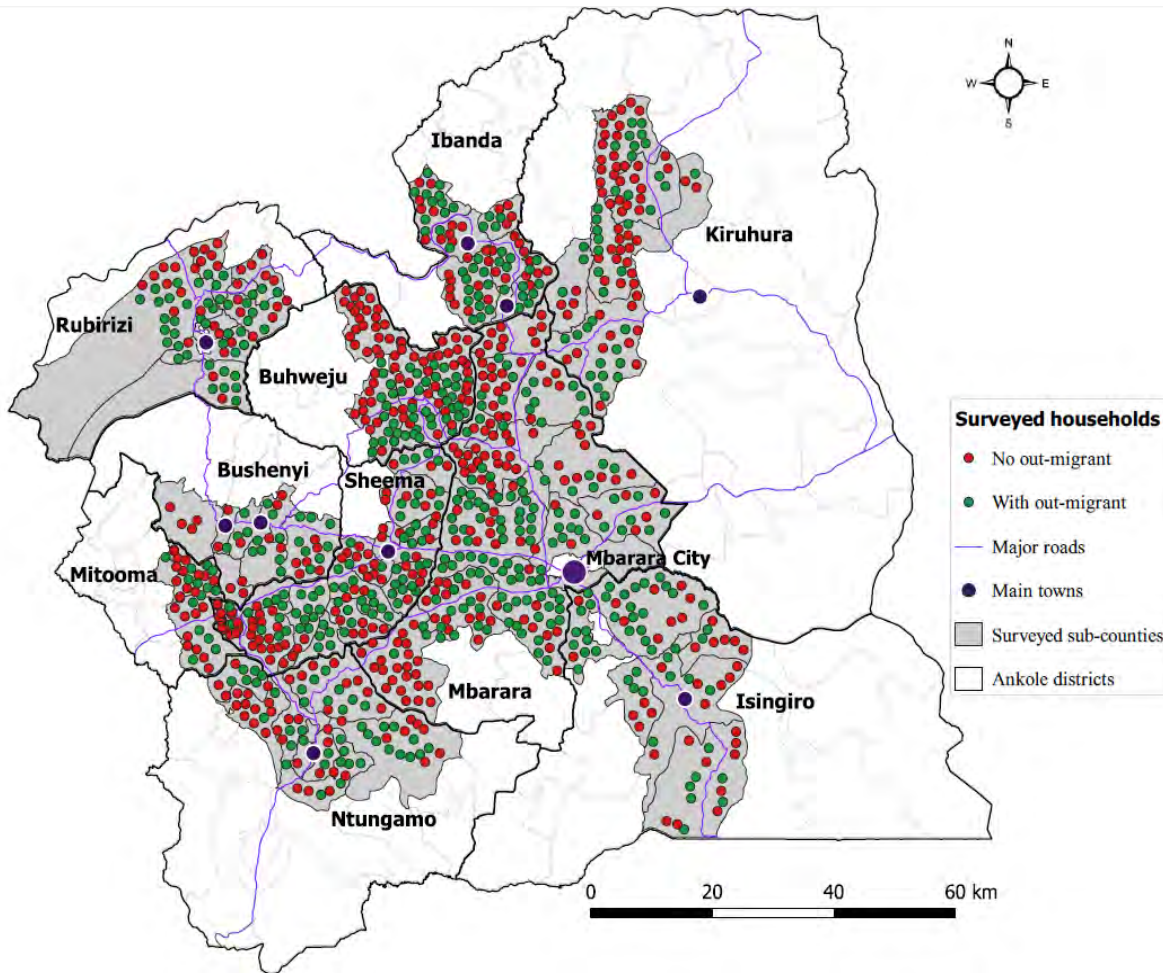 N
W E
S
Ibanda
Kiruhura
Rubirizi
Buhweju
Bushenyi
Sheema
Mbarara City
Mitooma
Mbarara
Isingiro
Ntungamo
Surveyed households
No out-migrant
With out-migrant
Major roads
Main towns
Surveyed sub-counties
Ankole districts
0 20 40 60 km